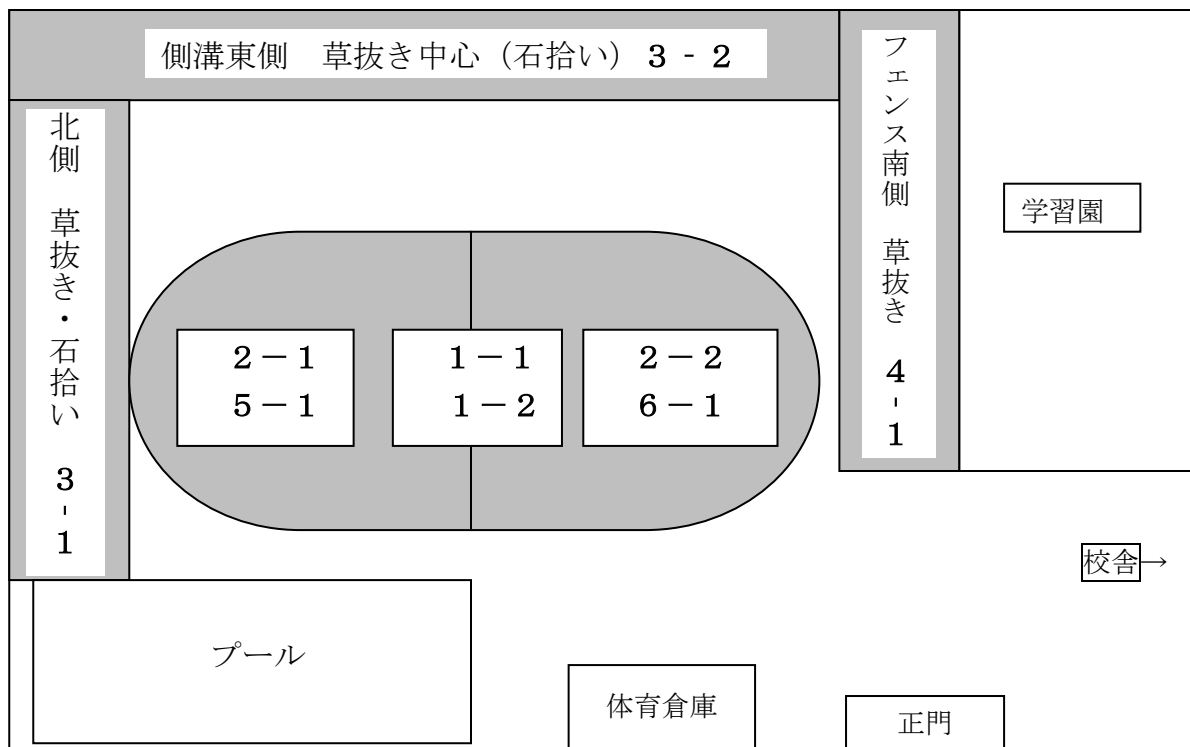 側溝東側　草抜き中心（石拾い）３‐２
北側　草抜き・石拾い　３‐１
フェンス南側　草抜き　４‐１
学習園
２－１
５－１
１－１
１－２
２－２
６－１
校舎→
プール
体育倉庫
正門